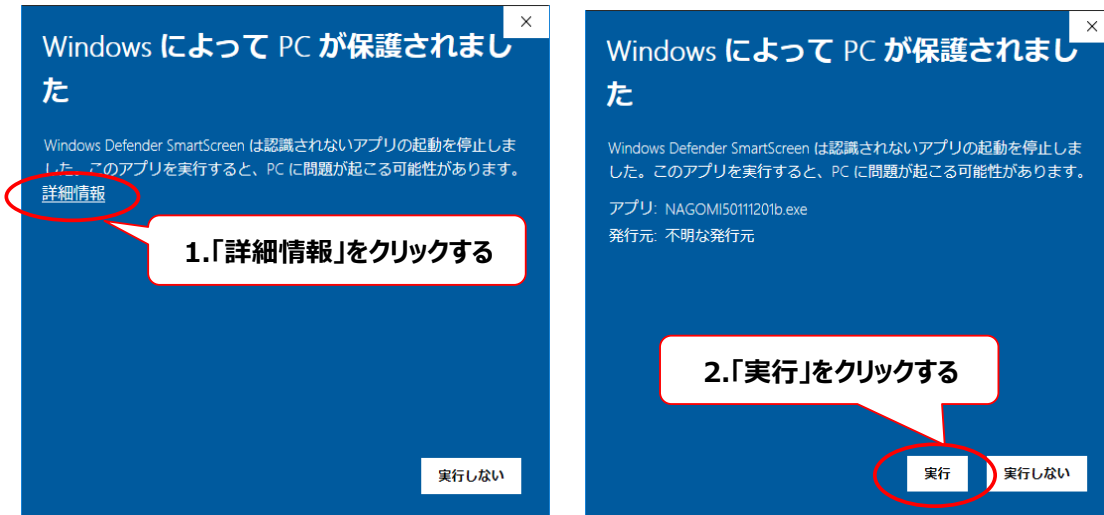 Windows によって PC が保護されまし
た
Windows Defender SmartScreen は認識されないアプリの起動を停止しま
した。このアプリを実行すると、PC に問題が起こる可能性があります。
詳細情報
1.「詳細情報」をクリックする
実行しない
Windows によって PC が保護されまし
た
Windows Defender SmartScreen は認識されないアプリの起動を停止しま
した。このアプリを実行すると、PC に問題が起こる可能性があります。
アプリ: NAGOMI50111201b.exe
発行元: 不明な発行元
2.「実行」をクリックする
実行
実行しない